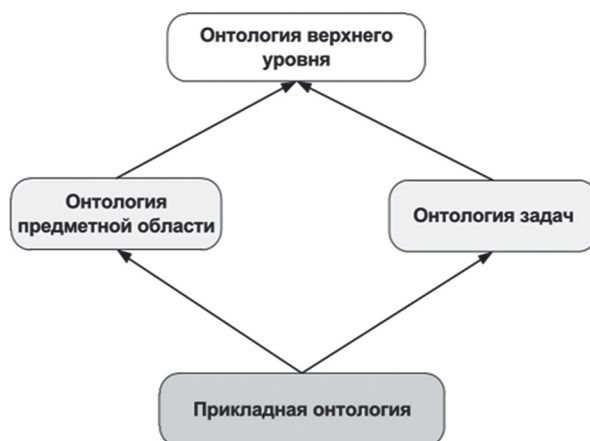 Онтология верхнего
уровня
Онтология
предметной области
Онтология задач
Прикладная онтология